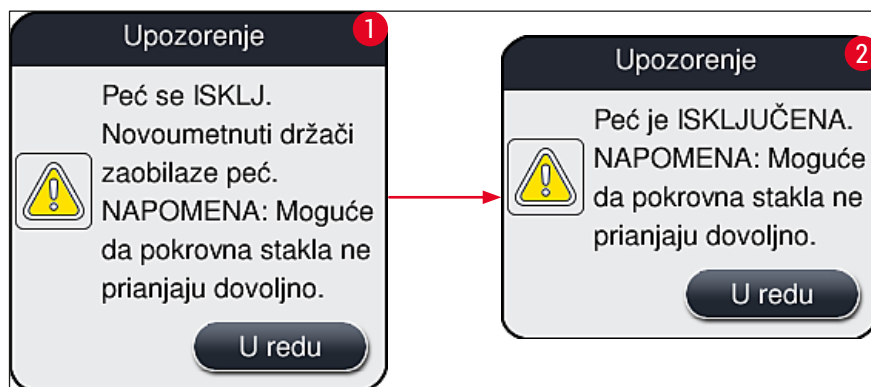 Upozorenje
1
Peć se ISKLJ.
Novoumetnuti držači
zaobilaze peć.
NAPOMENA: Moguće
da pokrovna stakla ne
prianjaju dovoljno.
U redu
Upozorenje
2
Peć je ISKLJUČENA.
NAPOMENA: Moguće
da pokrovna stakla ne
prianjaju dovoljno.
U redu